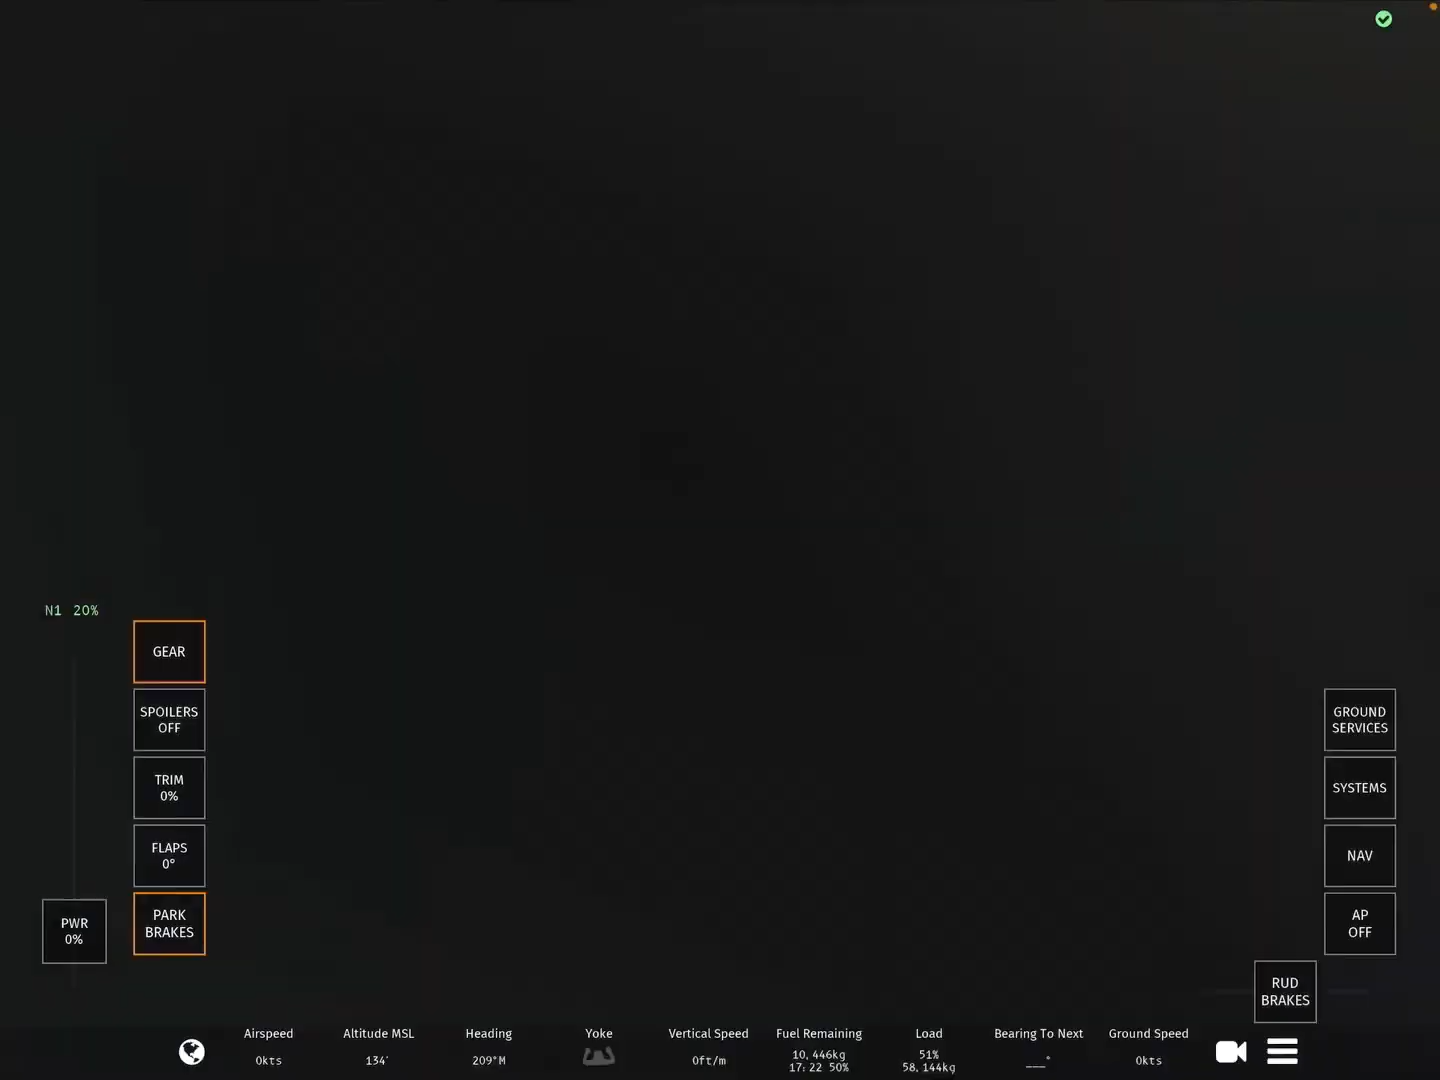 N1 20%
GEAR
SPOILERS
OFF
TRIM
0%
FLAPS
0°
PARK
BRAKES
PWR
0%
GROUND
SERVICES
SYSTEMS
NAV
AP
OFF
RUD
BRAKES
Airspeed
0kts
Altitude MSL
134'
Heading
209°M
Yoke
Vertical Speed
0ft/m
Fuel Remaining
10,446kg
17:22 50%
Load
51%
58,144kg
Bearing To Next
___°
Ground Speed
0kts